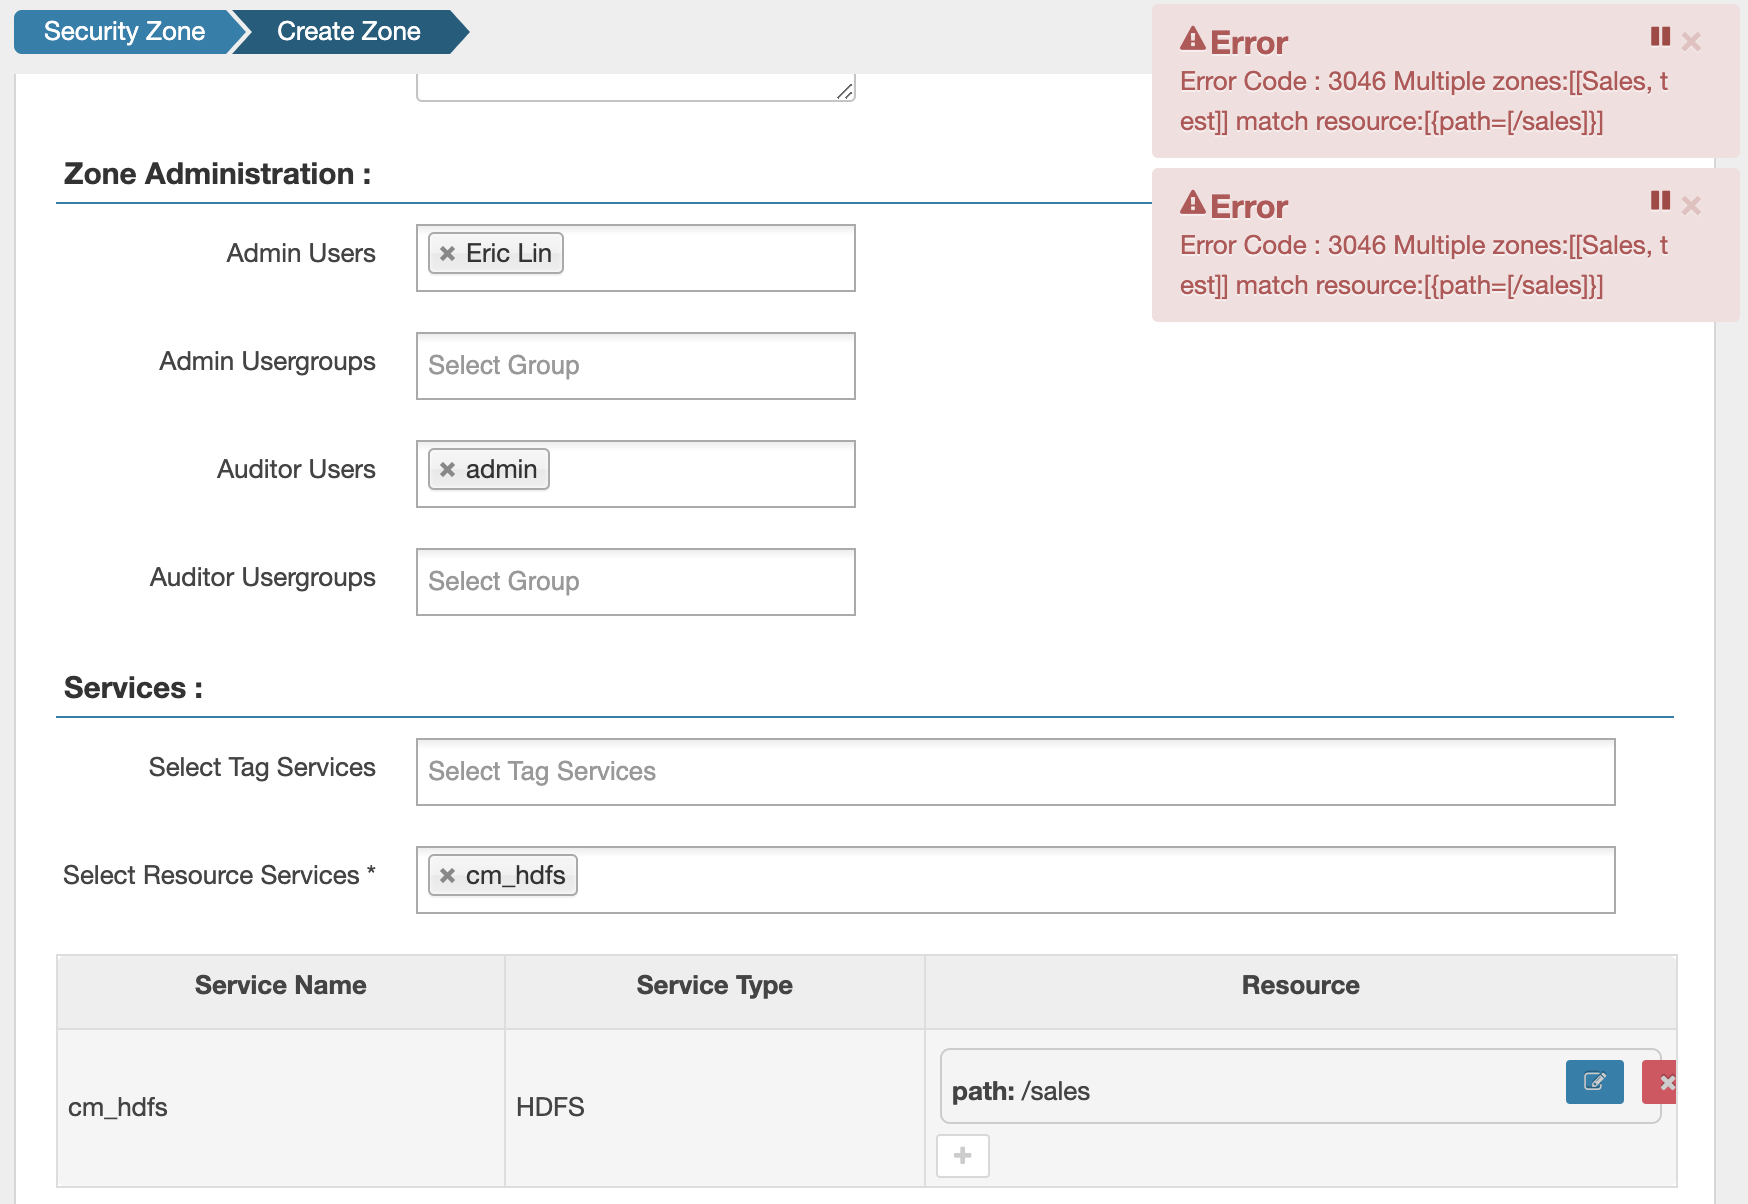 Security Zone
Create Zone
Error
Error Code : 3046 Multiple zones:[[Sales, t
est]] match resource:[{path=[/sales]}]
Error
Error Code : 3046 Multiple zones:[[Sales, t
est]] match resource:[{path=[/sales]}]
Zone Administration :
Admin Users
Eric Lin
Admin Usergroups
Select Group
Auditor Users
admin
Auditor Usergroups
Select Group
Services :
Select Tag Services
Select Tag Services
Select Resource Services *
cm_hdfs
Service Name
Service Type
Resource
cm_hdfs
HDFS
path: /sales